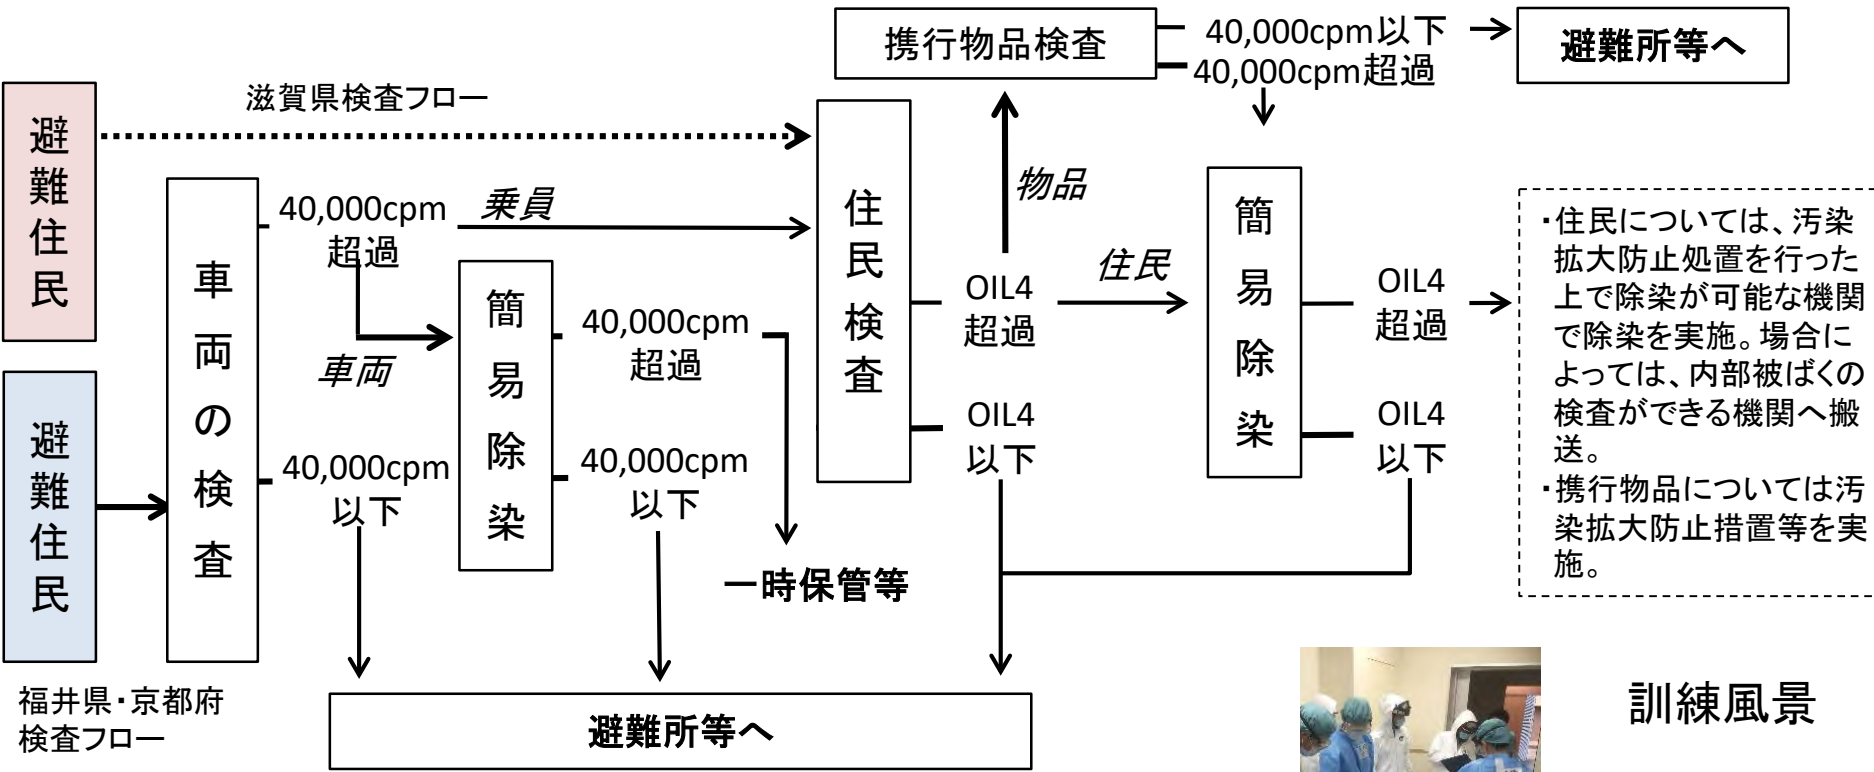 携行物品検査
40,000cpm以下
40,000cpm超過
避難所等へ
滋賀県検査フロー
避難住民
避難住民
福井県・京都府
検査フロー
車両の検査
40,000cpm
超過
乗員
車両
40,000cpm
以下
簡易除染
40,000cpm
超過
40,000cpm
以下
一時保管等
避難所等へ
住民検査
物品
OIL4
超過
住民
OIL4
以下
簡易除染
OIL4
超過
OIL4
以下
・住民については、汚染
拡大防止処置を行った
上で除染が可能な機関
で除染を実施。場合に
よっては、内部被ばくの
検査ができる機関へ搬
送。
・携行物品については汚
染拡大防止措置等を実
施。
訓練風景